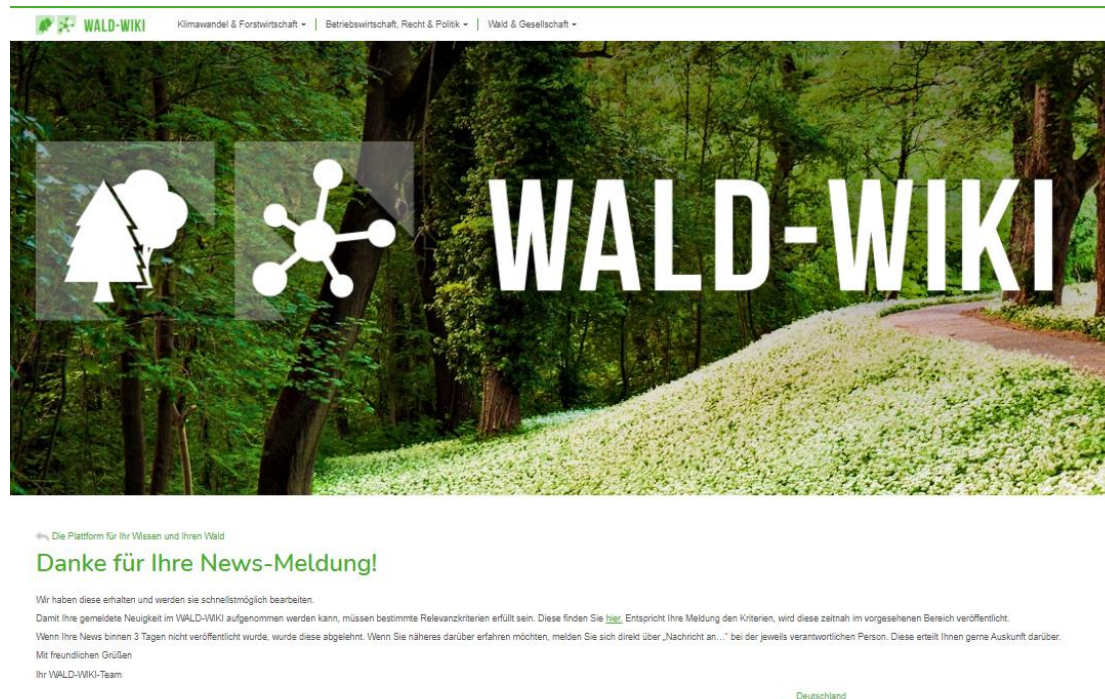 WALD-WIKI Klimawandel & Forstwirtschaft Betriebswirtschaft, Recht & Politik Wald & Gesellschaft
WALD-WIKI
Die Plattform für Ihr Wissen und Ihren Wald
Danke für Ihre News-Meldung!
Wir haben diese erhalten und werden sie schnellstmöglich bearbeiten.
Damit Ihre gemeldete Neuigkeit im WALD-WIKI aufgenommen werden kann, müssen bestimmte Relevanzkriterien erfüllt sein. Diese finden Sie hier. Entspricht Ihre Meldung den Kriterien, wird diese zeitnah im vorgesehenen Bereich veröffentlicht.
Wenn Ihre News binnen 3 Tagen nicht veröffentlicht wurde, wurde diese abgelehnt. Wenn Sie näheres darüber erfahren möchten, melden Sie sich direkt über „Nachricht an…“ bei der jeweils verantwortlichen Person. Diese erteilt Ihnen gerne Auskunft darüber.
Mit freundlichen Grüßen
Ihr WALD-WIKI-Team
Deutschland